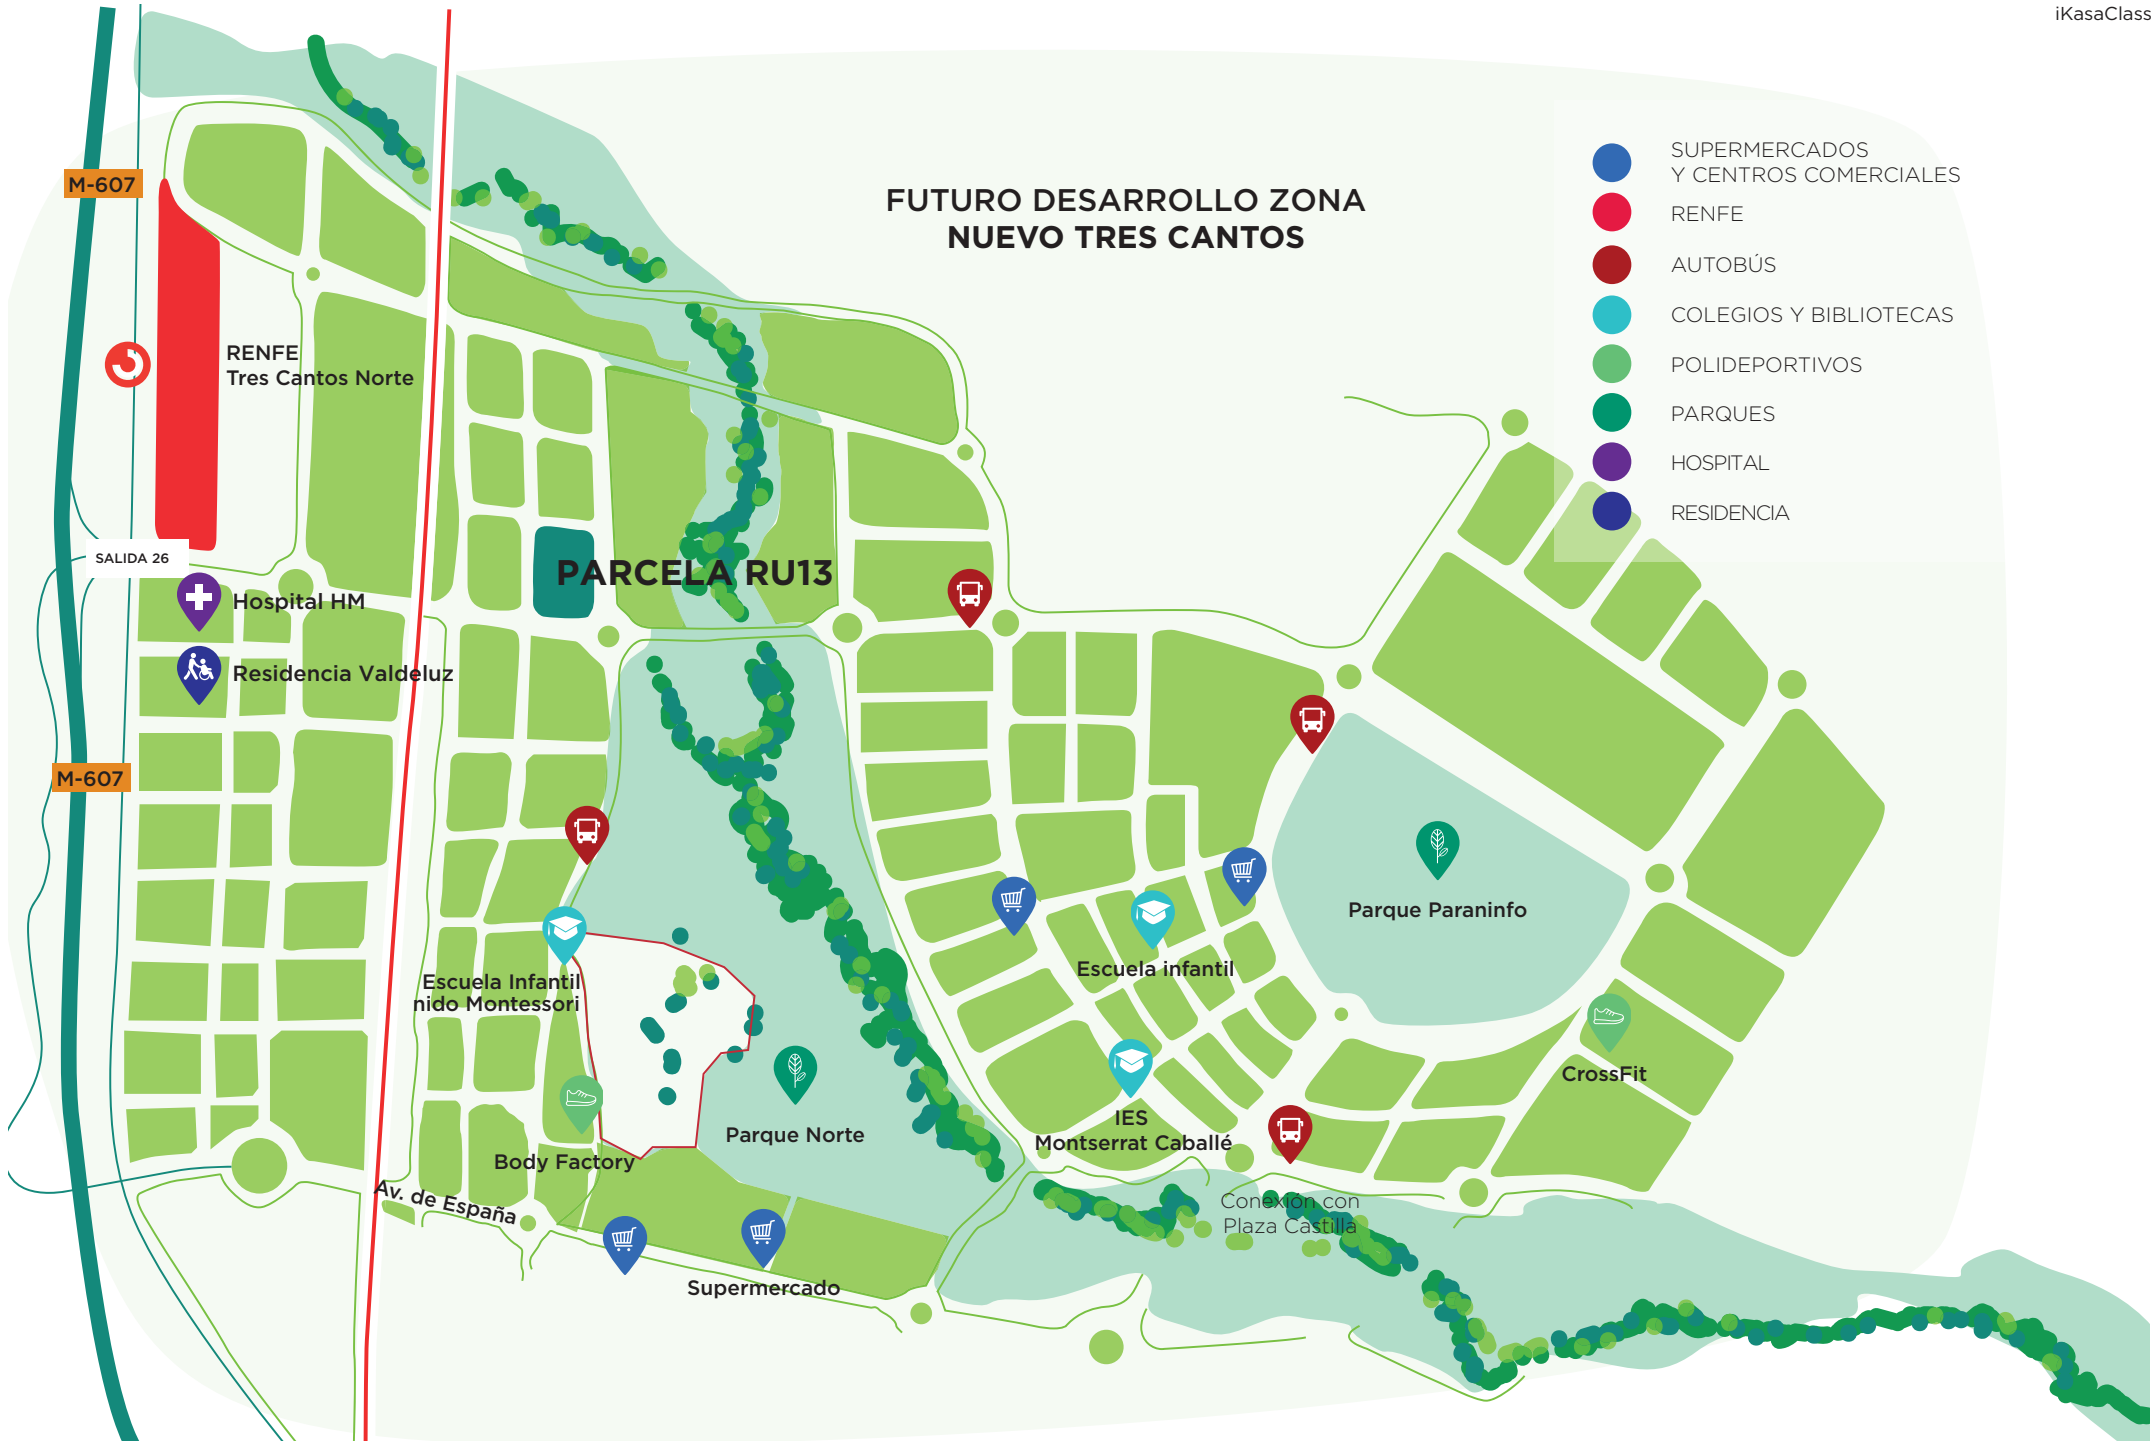 iKasaClass
M-607
FUTURO DESARROLLO ZONA
NUEVO TRES CANTOS
SUPERMERCADOS
Y CENTROS COMERCIALES
RENFE
AUTOBÚS
COLEGIOS Y BIBLIOTECAS
POLIDEPORTIVOS
PARQUES
HOSPITAL
RESIDENCIA
RENFE
Tres Cantos Norte
SALIDA 26
PARCELA RU13
Hospital HM
Residencia Valdeluz
M-607
Parque Paraninfo
Escuela infantil
Escuela Infantil
nido Montessori
CrossFit
IES
Montserrat Caballé
Parque Norte
Body Factory
Av. de España
Conexión con
Plaza Castilla
Supermercado